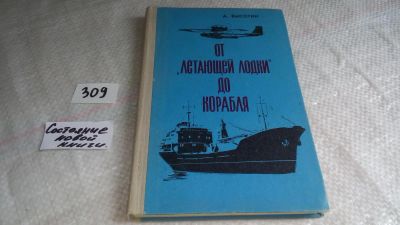 А. ВЫСОТИН
ОТ
„ЛЕТАЮЩЕЙ ЛОДКИ"
ДО
КОРАБЛЯ
309
Состояние
новой
книги